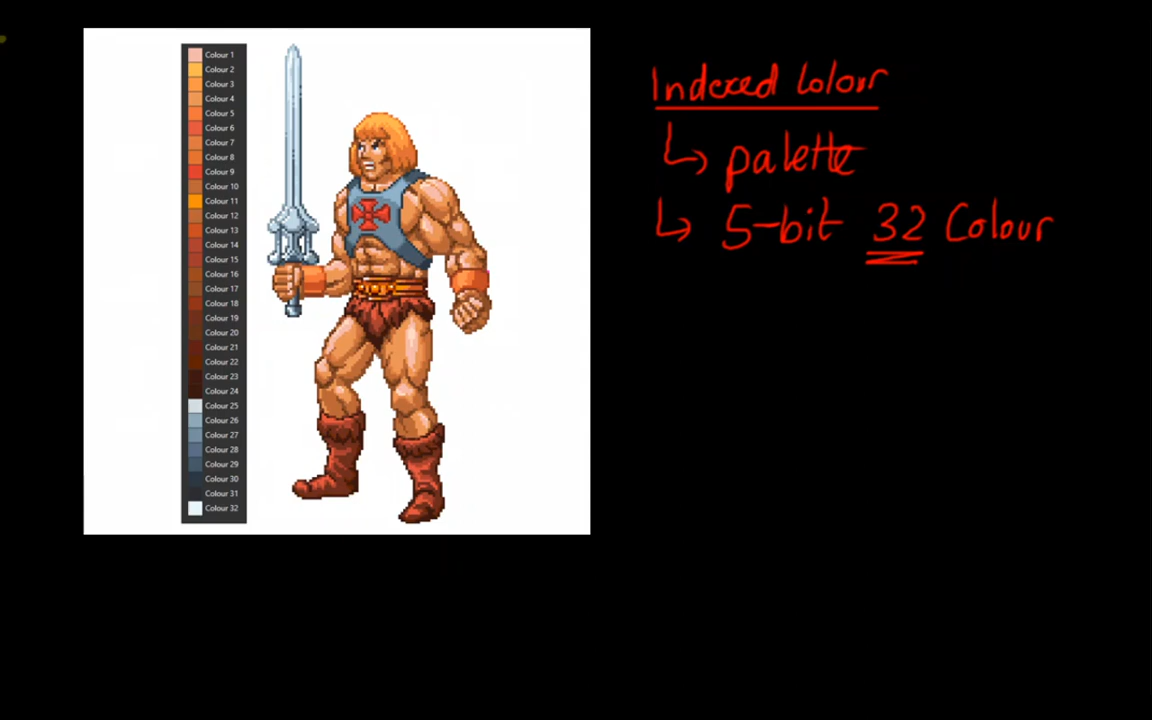 Colour 1
Colour 2
Colour 3
Colour 4
Colour 5
Colour 6
Colour 7
Colour 8
Colour 9
Colour 10
Colour 11
Colour 12
Colour 13
Colour 14
Colour 15
Colour 16
Colour 17
Colour 18
Colour 19
Colour 20
Colour 21
Colour 22
Colour 23
Colour 24
Colour 25
Colour 26
Colour 27
Colour 28
Colour 29
Colour 30
Colour 31
Colour 32
Indexed Colour
↳ palette
↳ 5-bit 32 Colour